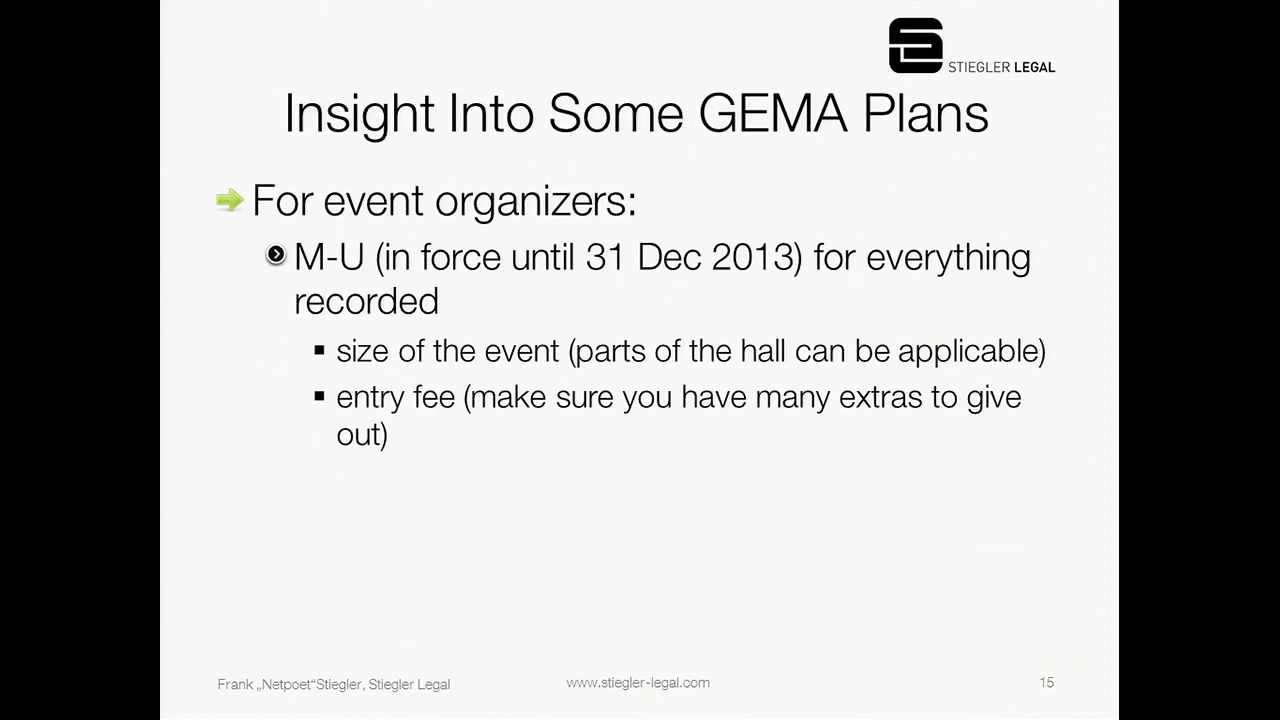 STIEGLER LEGAL
Insight Into Some GEMA Plans
For event organizers:
M-U (in force until 31 Dec 2013) for everything
recorded
size of the event (parts of the hall can be applicable)
entry fee (make sure you have many extras to give
out)
Frank „Netpoet“Stiegler, Stiegler Legal
www.stiegler-legal.com
15